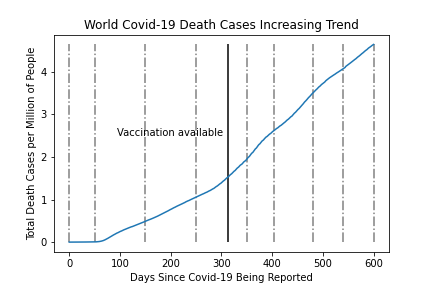 World Covid-19 Death Cases Increasing Trend
Total Death Cases per Million of People
4
3
2
1
0
Vaccination available
0 100 200 300 400 500 600
Days Since Covid-19 Being Reported